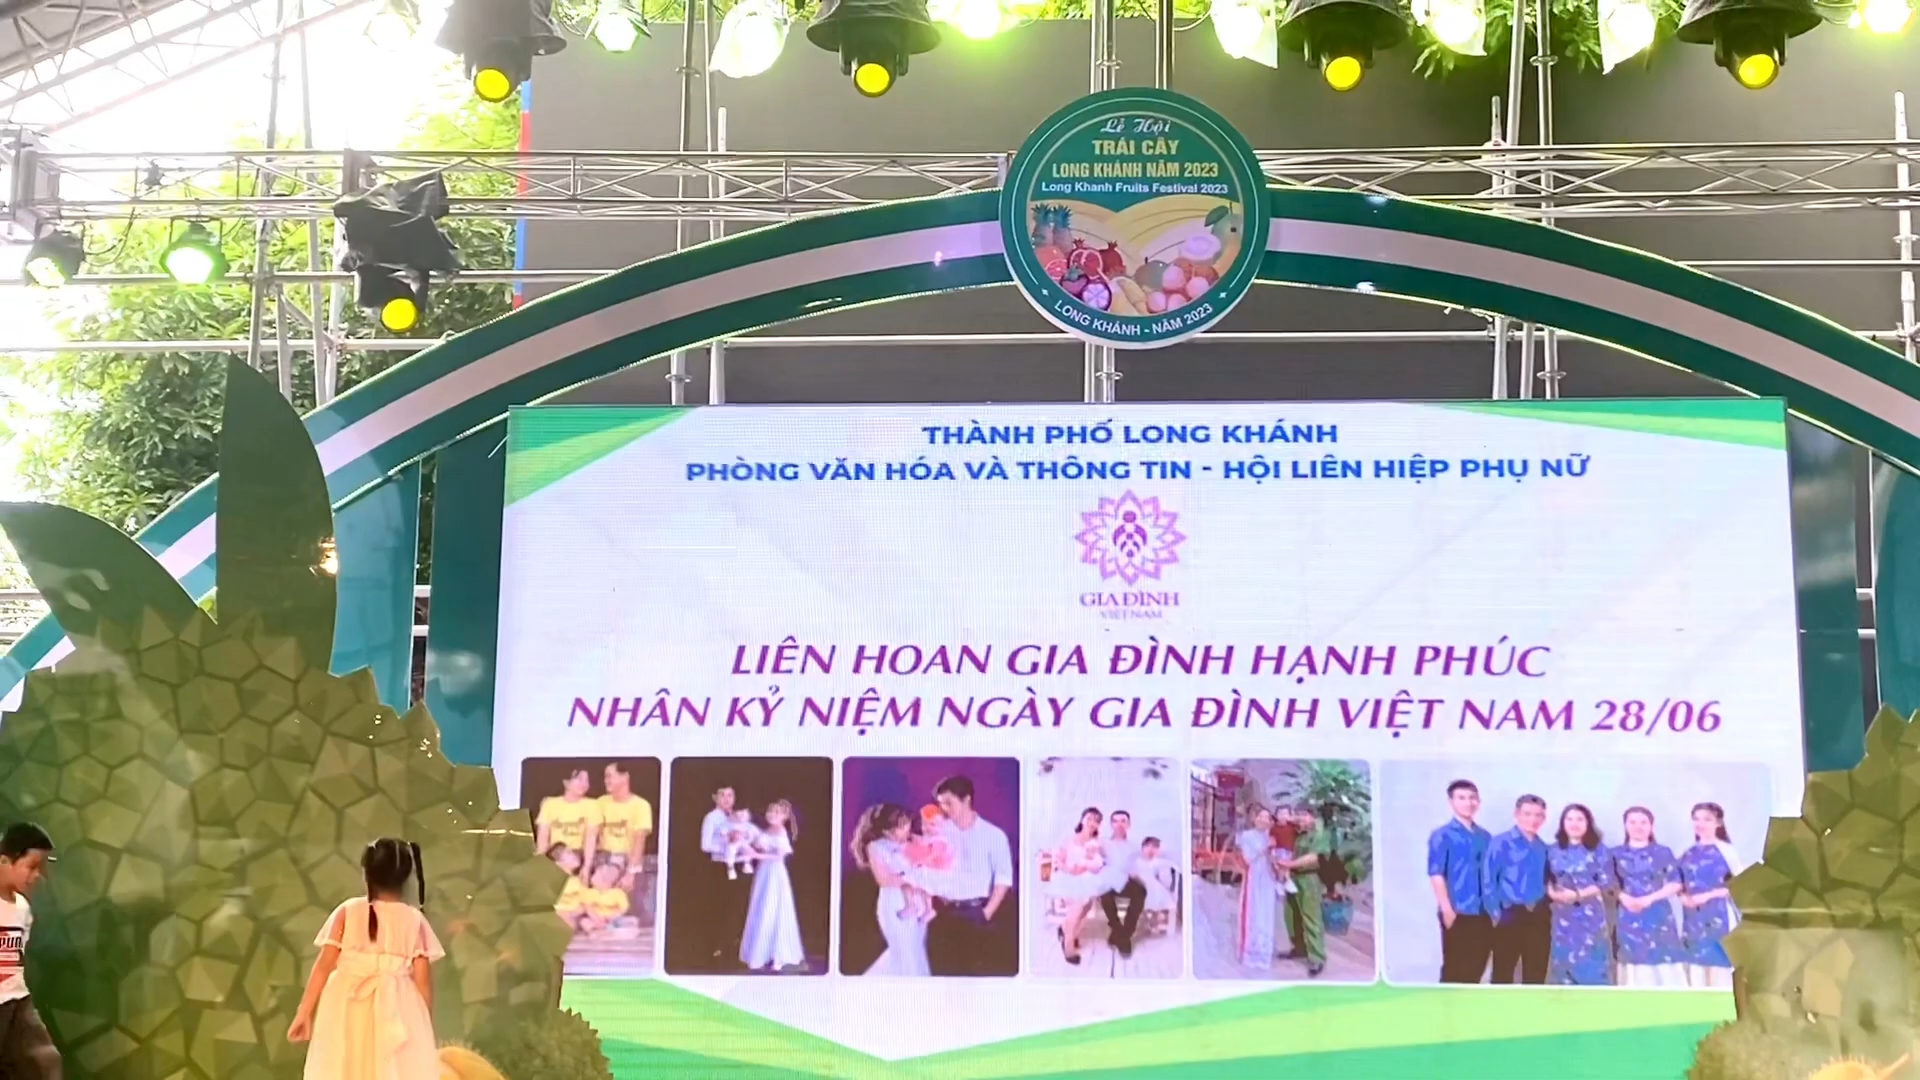 Lễ Hội
TRÁI CÂY
LONG KHÁNH NĂM 2023
Long Khanh Fruits Festival 2023
LONG KHÁNH - NĂM 2023
THÀNH PHỐ LONG KHÁNH
PHÒNG VĂN HÓA VÀ THÔNG TIN - HỘI LIÊN HIỆP PHỤ NỮ
GIA ĐÌNH
VIỆT NAM
LIÊN HOAN GIA ĐÌNH HẠNH PHÚC
NHÂN KỶ NIỆM NGÀY GIA ĐÌNH VIỆT NAM 28/06